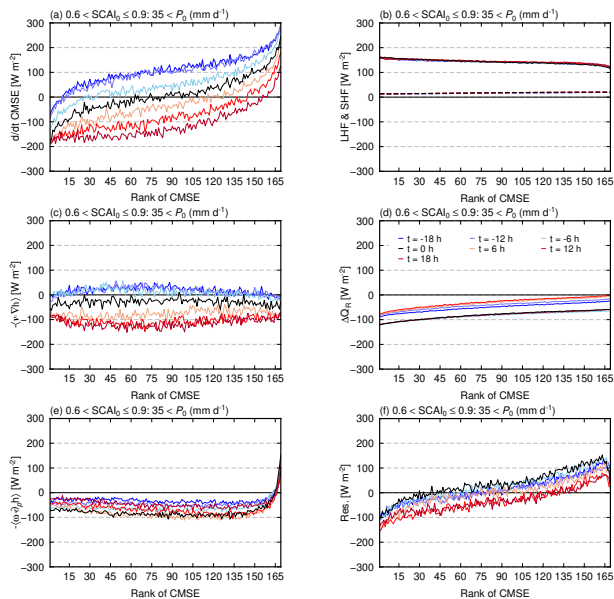 (a) 0.6 < SCAI₀ ≤ 0.9: 35 < P₀ (mm d⁻¹)
d/dt CMSE [W m⁻²]
300
200
100
0
−100
−200
−300
15 30 45 60 75 90 105 120 135 150 165
Rank of CMSE
(b) 0.6 < SCAI₀ ≤ 0.9: 35 < P₀ (mm d⁻¹)
LHF & SHF [W m⁻²]
300
200
100
0
−100
−200
−300
15 30 45 60 75 90 105 120 135 150 165
Rank of CMSE
(c) 0.6 < SCAI₀ ≤ 0.9: 35 < P₀ (mm d⁻¹)
-⟨v·∇h⟩ [W m⁻²]
300
200
100
0
−100
−200
−300
15 30 45 60 75 90 105 120 135 150 165
Rank of CMSE
(d) 0.6 < SCAI₀ ≤ 0.9: 35 < P₀ (mm d⁻¹)
ΔQ_R [W m⁻²]
300
200
100
0
−100
−200
−300
t = -18 h t = -12 h t = -6 h
t = 0 h t = 6 h t = 12 h
t = 18 h
15 30 45 60 75 90 105 120 135 150 165
Rank of CMSE
(e) 0.6 < SCAI₀ ≤ 0.9: 35 < P₀ (mm d⁻¹)
-⟨ω·∂ₚh⟩ [W m⁻²]
300
200
100
0
−100
−200
−300
15 30 45 60 75 90 105 120 135 150 165
Rank of CMSE
(f) 0.6 < SCAI₀ ≤ 0.9: 35 < P₀ (mm d⁻¹)
Res. [W m⁻²]
300
200
100
0
−100
−200
−300
15 30 45 60 75 90 105 120 135 150 165
Rank of CMSE